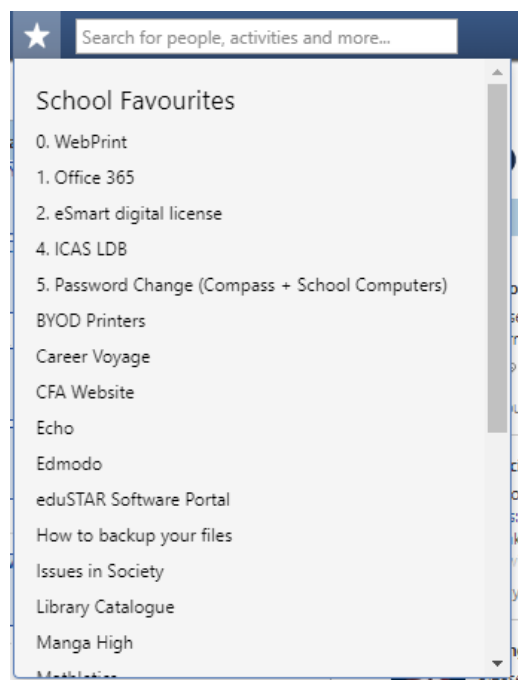 Search for people, activities and more...
School Favourites
0. WebPrint
1. Office 365
2. eSmart digital license
4. ICAS LDB
5. Password Change (Compass + School Computers)
BYOD Printers
Career Voyage
CFA Website
Echo
Edmodo
eduSTAR Software Portal
How to backup your files
Issues in Society
Library Catalogue
Manga High